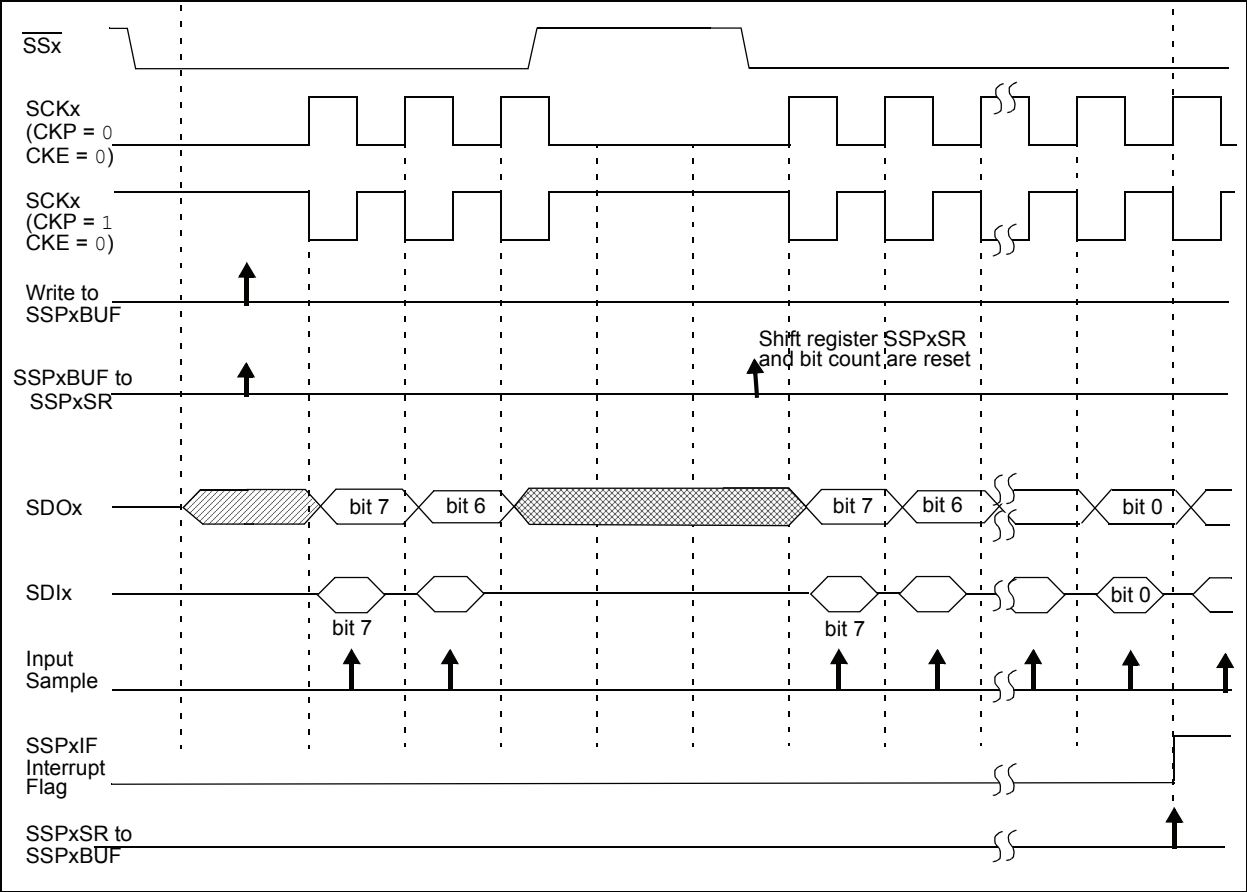 SSx
SCKx
(CKP = 0
CKE = 0)
SCKx
(CKP = 1
CKE = 0)
Write to
SSPxBUF
Shift register SSPxSR
and bit count are reset
SSPxBUF to
SSPxSR
SDOx
bit 7
bit 6
bit 7
bit 6
bit 0
SDIx
bit 0
bit 7
bit 7
Input
Sample
SSPxIF
Interrupt
Flag
SSPxSR to
SSPxBUF